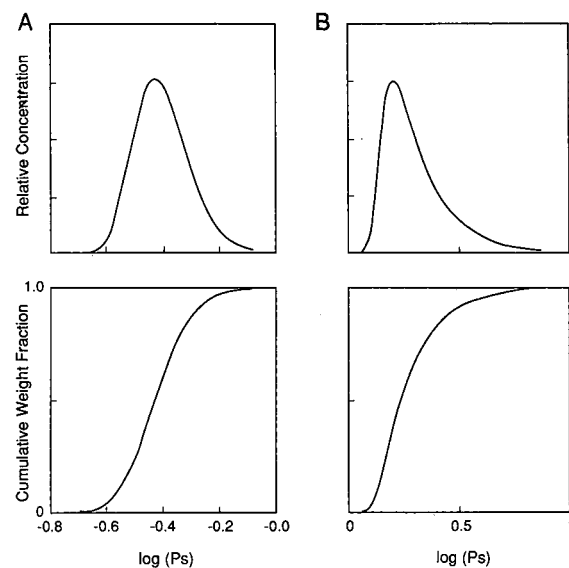 A
B
Relative Concentration
Cumulative Weight Fraction
0.5
1.0
0
-0.8
-0.6
-0.4
-0.2
-0.0
0
0.5
log (Ps)
log (Ps)